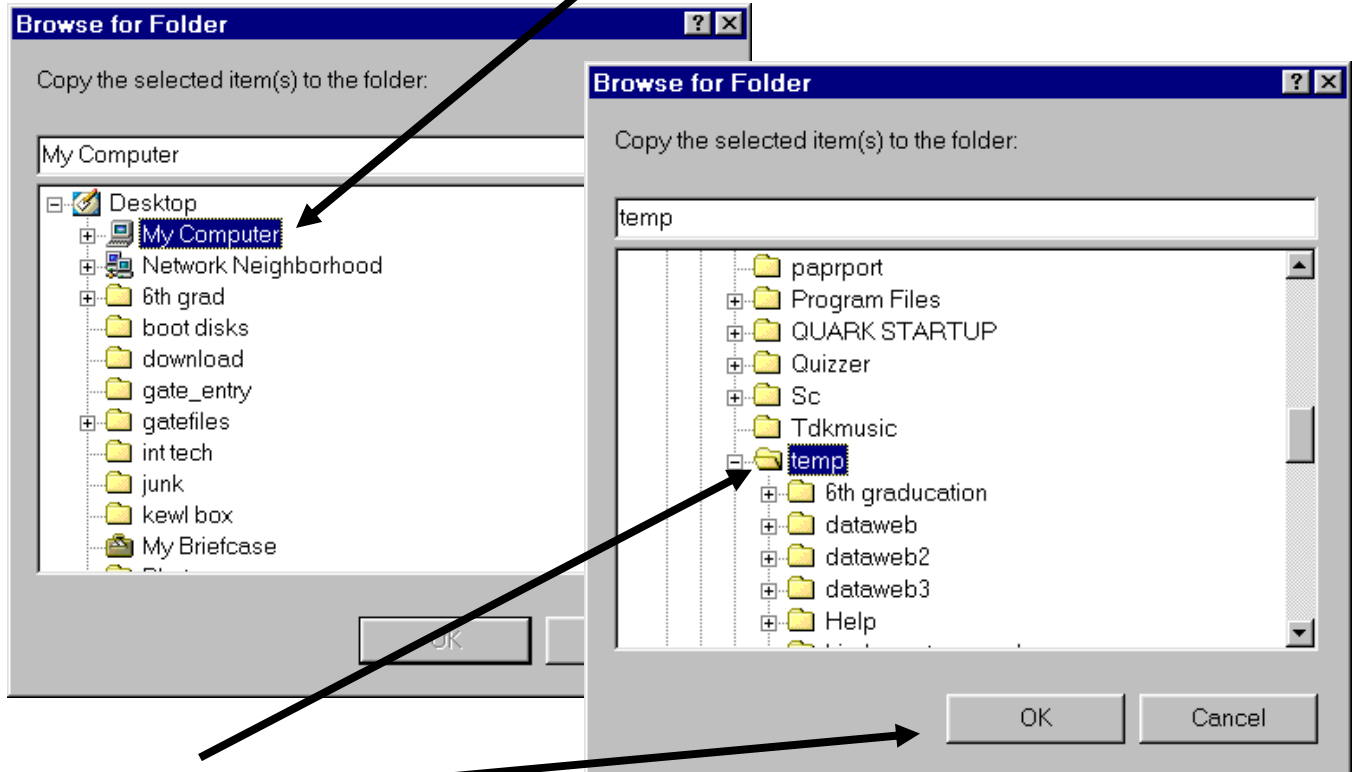 Browse for Folder
Copy the selected item(s) to the folder:
My Computer
Desktop
My Computer
Network Neighborhood
6th grad
boot disks
download
gate_entry
gatefiles
int tech
junk
kewl box
My Briefcase
OK
Browse for Folder
Copy the selected item(s) to the folder:
temp
paprport
Program Files
QUARK STARTUP
Quizzer
Sc
Tdkmusic
temp
6th graducation
dataweb
dataweb2
dataweb3
Help
OK
Cancel